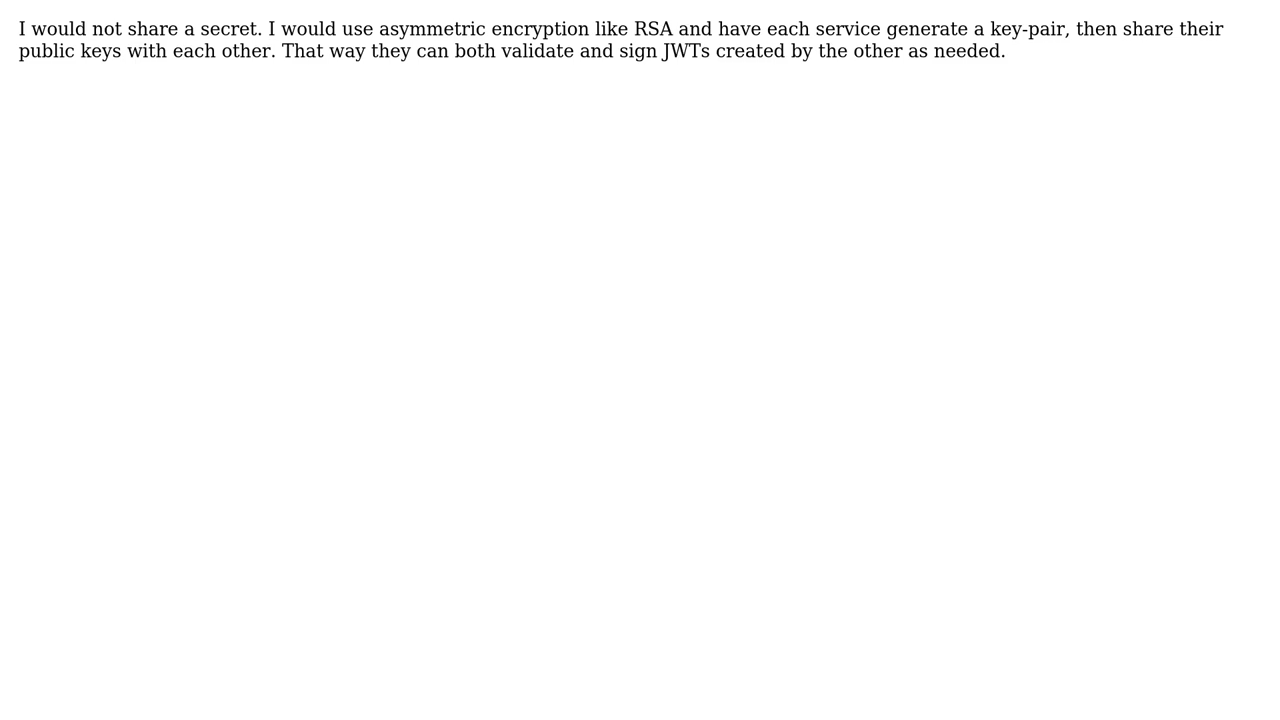 I would not share a secret. I would use asymmetric encryption like RSA and have each service generate a key-pair, then share their
public keys with each other. That way they can both validate and sign JWTs created by the other as needed.